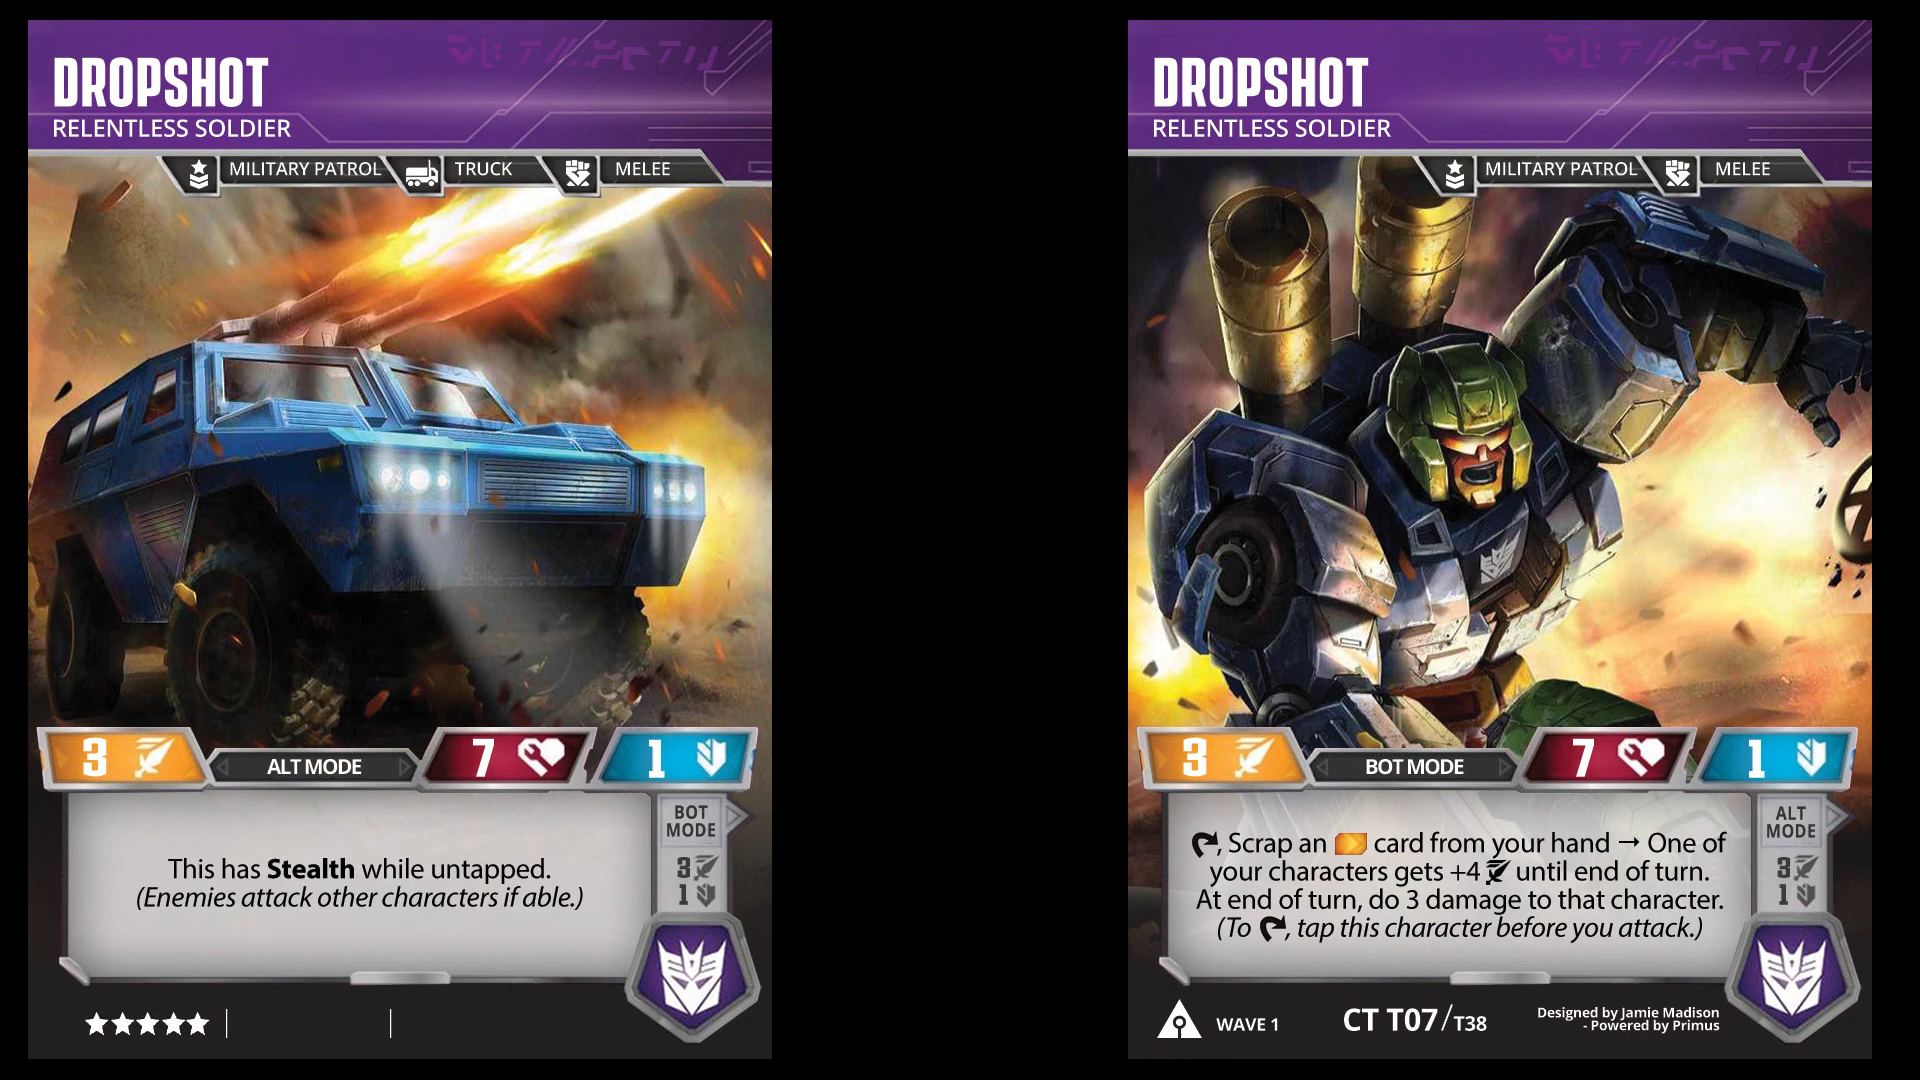 DROPSHOT
RELENTLESS SOLDIER
MILITARY PATROL
TRUCK
MELEE
3
ALT MODE
7
1
BOT
MODE
3
1
This has Stealth while untapped.
(Enemies attack other characters if able.)
DROPSHOT
RELENTLESS SOLDIER
MILITARY PATROL
MELEE
3
BOT MODE
7
1
ALT
MODE
3
1
, Scrap an card from your hand → One of
your characters gets +4 until end of turn.
At end of turn, do 3 damage to that character.
(To , tap this character before you attack.)
WAVE 1
CT T07/T38
Designed by Jamie Madison
- Powered by Primus